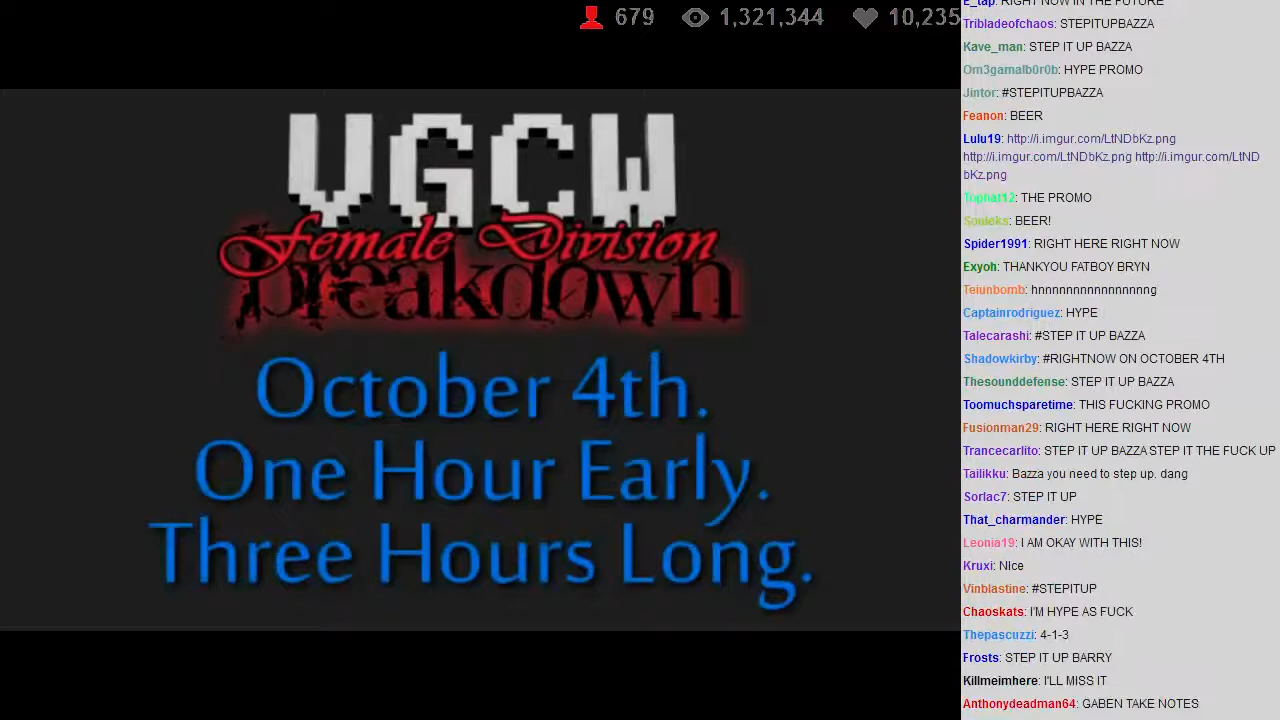 679 1,321,344 10,235
VGCW
Female Division
breakdown
October 4th.
One Hour Early.
Three Hours Long.
E_tap: RIGHT NOW IN THE FUTURE
Tribladeofchaos: STEPITUPBAZZA
Kave_man: STEP IT UP BAZZA
Om3gamalb0r0b: HYPE PROMO
Jintor: #STEPITUPBAZZA
Feanon: BEER
Lulu19: http://i.imgur.com/LtNDbKz.png
http://i.imgur.com/LtNDbKz.png http://i.imgur.com/LtND
bKz.png
Tophat12: THE PROMO
Souleks: BEER!
Spider1991: RIGHT HERE RIGHT NOW
Exyoh: THANKYOU FATBOY BRYN
Teiunbomb: hnnnnnnnnnnnnnnnng
Captainrodriguez: HYPE
Talecarashi: #STEP IT UP BAZZA
Shadowkirby: #RIGHTNOW ON OCTOBER 4TH
Thesounddefense: STEP IT UP BAZZA
Toomuchsparetime: THIS FUCKING PROMO
Fusionman29: RIGHT HERE RIGHT NOW
Trancecarlito: STEP IT UP BAZZA STEP IT THE FUCK UP
Tailikku: Bazza you need to step up. dang
Sorlac7: STEP IT UP
That_charmander: HYPE
Leonia19: I AM OKAY WITH THIS!
Kruxi: NIce
Vinblastine: #STEPITUP
Chaoskats: I'M HYPE AS FUCK
Thepascuzzi: 4-1-3
Frosts: STEP IT UP BARRY
Killmeimhere: I'LL MISS IT
Anthonydeadman64: GABEN TAKE NOTES